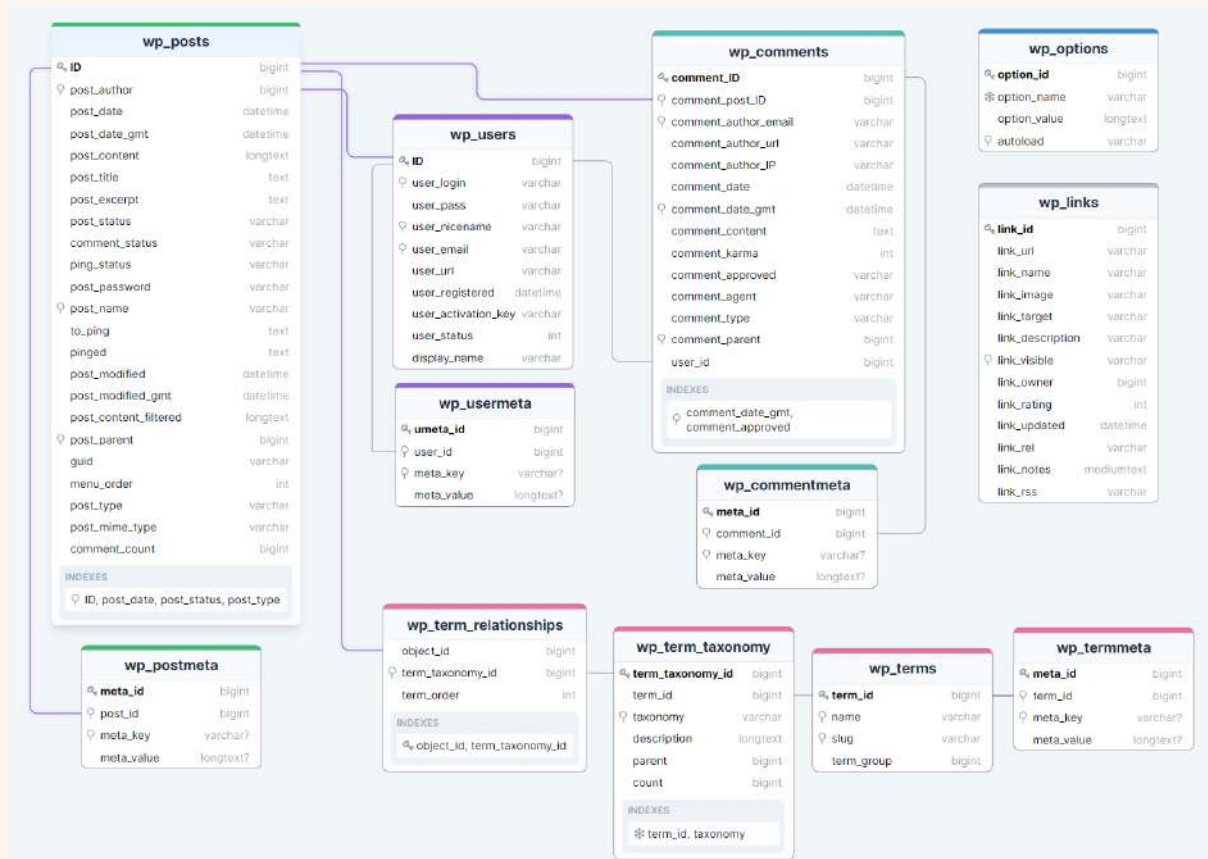 wp_posts
ID bigint
post_author bigint
post_date datetime
post_date_gmt datetime
post_content longtext
post_title text
post_excerpt text
post_status varchar
comment_status varchar
ping_status varchar
post_password varchar
post_name varchar
to_ping text
pinged text
post_modified datetime
post_modified_gmt datetime
post_content_filtered longtext
post_parent bigint
guid varchar
menu_order int
post_type varchar
post_mime_type varchar
comment_count bigint
INDEXES
ID, post_date, post_status, post_type
wp_postmeta
meta_id bigint
post_id bigint
meta_key varchar?
meta_value longtext?
wp_users
ID bigint
user_login varchar
user_pass varchar
user_nicename varchar
user_email varchar
user_url varchar
user_registered datetime
user_activation_key varchar
user_status int
display_name varchar
wp_usermeta
umeta_id bigint
user_id bigint
meta_key varchar?
meta_value longtext?
wp_comments
comment_ID bigint
comment_post_ID bigint
comment_author_email varchar
comment_author_url varchar
comment_author_IP varchar
comment_date datetime
comment_date_gmt datetime
comment_content text
comment_karma int
comment_approved varchar
comment_agent varchar
comment_type varchar
comment_parent bigint
user_id bigint
INDEXES
comment_date_gmt,
comment_approved
wp_commentmeta
meta_id bigint
comment_id bigint
meta_key varchar?
meta_value longtext?
wp_options
option_id bigint
option_name varchar
option_value longtext
autoload varchar
wp_links
link_id bigint
link_url varchar
link_name varchar
link_image varchar
link_target varchar
link_description varchar
link_visible varchar
link_owner bigint
link_rating int
link_updated datetime
link_rel varchar
link_notes mediumtext
link_rss varchar
wp_term_relationships
object_id bigint
term_taxonomy_id bigint
term_order int
INDEXES
object_id, term_taxonomy_id
wp_term_taxonomy
term_taxonomy_id bigint
term_id bigint
taxonomy varchar
description longtext
parent bigint
count bigint
INDEXES
term_id, taxonomy
wp_terms
term_id bigint
name varchar
slug varchar
term_group bigint
wp_termmeta
meta_id bigint
term_id bigint
meta_key varchar?
meta_value longtext?